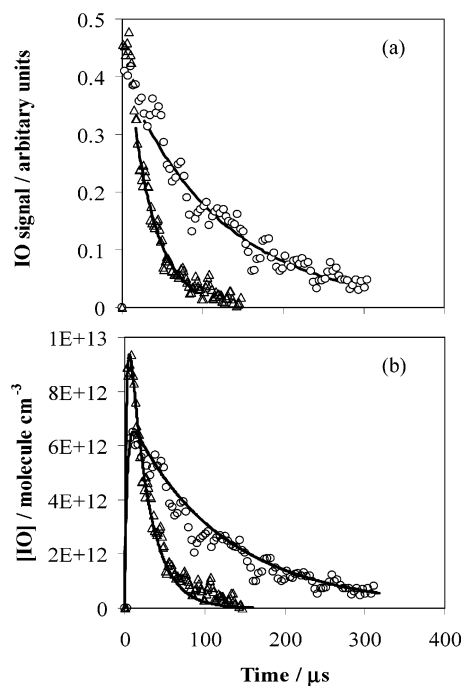 (a)
IO signal / arbitary units
0.5
0.4
0.3
0.2
0.1
0
(b)
[IO] / molecule cm-3
1E+13
8E+12
6E+12
4E+12
2E+12
0
0 100 200 300 400
Time / µs